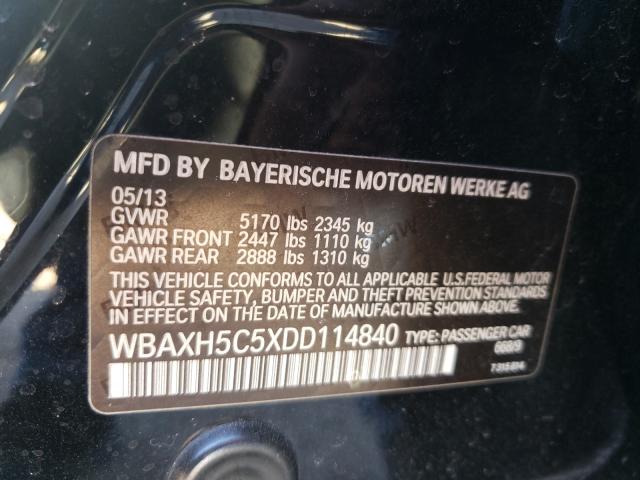 MFD BY BAYERISCHE MOTOREN WERKE AG
05/13
GVWR 5170 lbs 2345 kg
GAWR FRONT 2447 lbs 1110 kg
GAWR REAR 2888 lbs 1310 kg
THIS VEHICLE CONFORMS TO ALL APPLICABLE U.S.FEDERAL MOTOR
VEHICLE SAFETY, BUMPER AND THEFT PREVENTION STANDARDS
IN EFFECT ON THE DATE OF MANUFACTURE SHOWN ABOVE.
WBAXH5C5XDD114840 TYPE: PASSENGER CAR
668/9